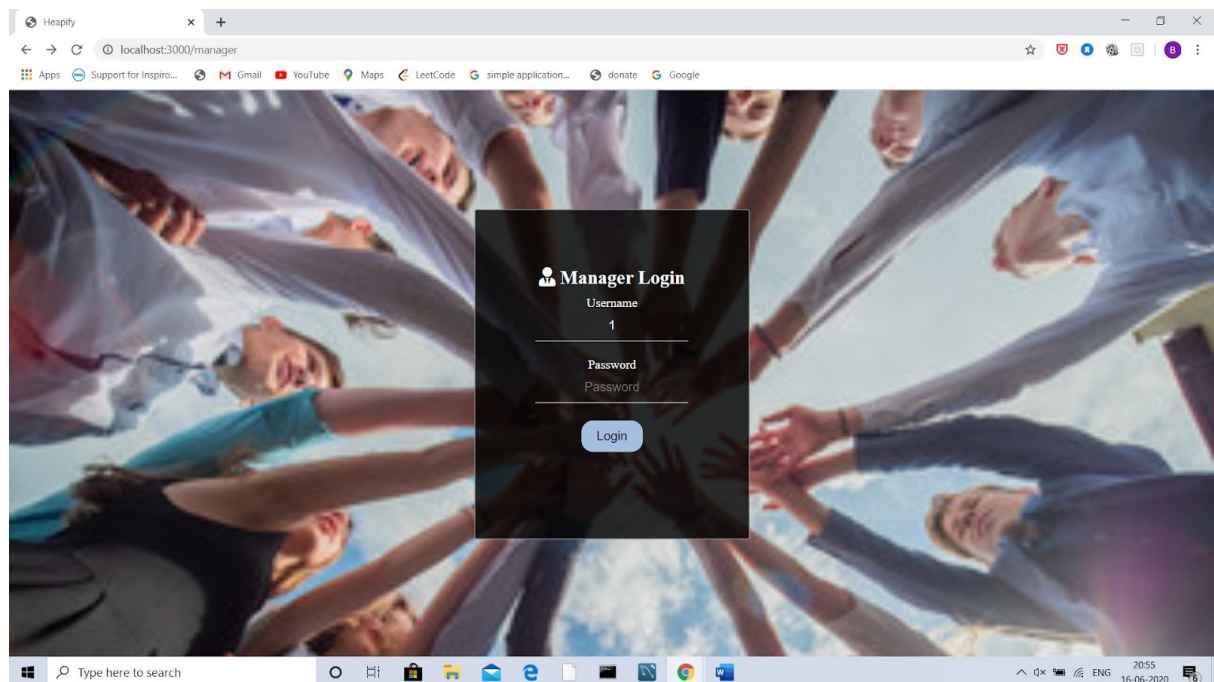 Heapify
localhost:3000/manager
B
Apps Support for Inspiro... Gmail YouTube Maps LeetCode simple application... donate Google
Manager Login
Username
1
Password
Password
Login
Type here to search
ENG
20:55
16-06-2020
6